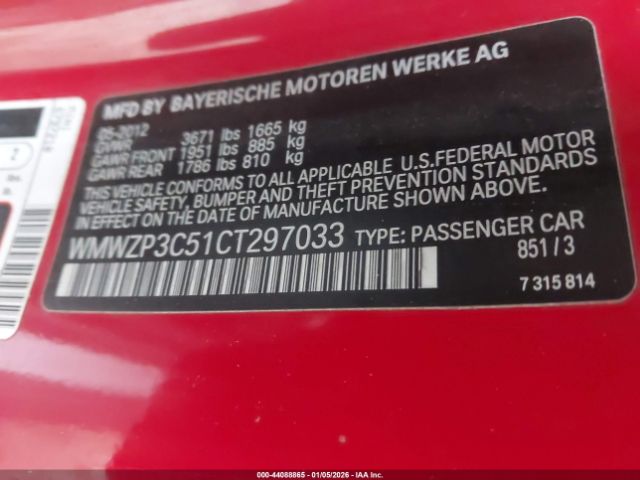 MFD BY BAYERISCHE MOTOREN WERKE AG
08-2012
GVWR 3671 lbs 1665 kg
GAWR FRONT 1951 lbs 885 kg
GAWR REAR 1786 lbs 810 kg
THIS VEHICLE CONFORMS TO ALL APPLICABLE U.S.FEDERAL MOTOR
VEHICLE SAFETY, BUMPER AND THEFT PREVENTION STANDARDS
IN EFFECT ON THE DATE OF MANUFACTURE SHOWN ABOVE.
WMWZP3C51CT297033 TYPE: PASSENGER CAR
851 / 3
7 315 814
2
000-44088865 - 01/05/2026 - IAA Inc.